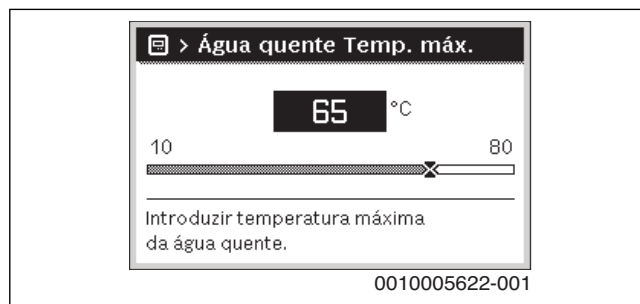 > Água quente Temp. máx.
65 °C
10 80
Introduzir temperatura máxima
da água quente.
0010005622-001